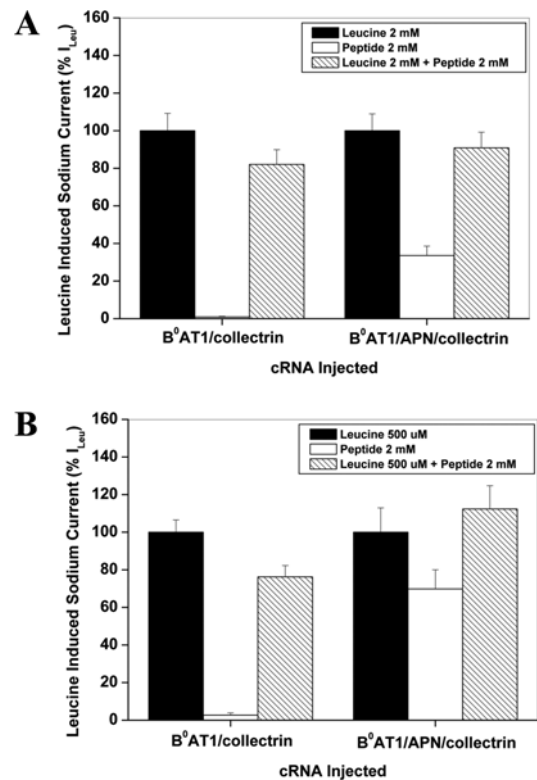 A
Leucine Induced Sodium Current (% I_Leu)
160
140
120
100
80
60
40
20
0
Leucine 2 mM
Peptide 2 mM
Leucine 2 mM + Peptide 2 mM
B⁰AT1/collectrin
B⁰AT1/APN/collectrin
cRNA Injected
B
Leucine Induced Sodium Current (% I_Leu)
160
140
120
100
80
60
40
20
0
Leucine 500 uM
Peptide 2 mM
Leucine 500 uM + Peptide 2 mM
B⁰AT1/collectrin
B⁰AT1/APN/collectrin
cRNA Injected